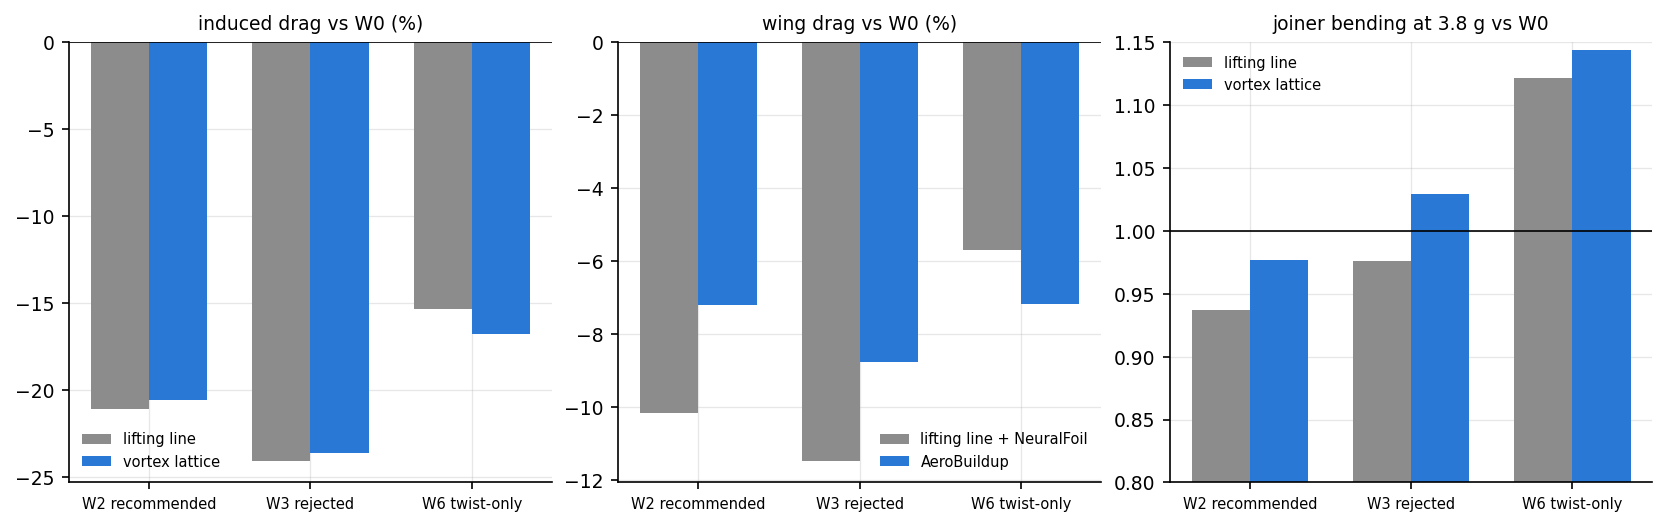 induced drag vs W0 (%)
0
−5
−10
−15
−20
−25
lifting line
vortex lattice
W2 recommended
W3 rejected
W6 twist-only
wing drag vs W0 (%)
0
−2
−4
−6
−8
−10
−12
lifting line + NeuralFoil
AeroBuildup
W2 recommended
W3 rejected
W6 twist-only
joiner bending at 3.8 g vs W0
1.15
1.10
1.05
1.00
0.95
0.90
0.85
0.80
lifting line
vortex lattice
W2 recommended
W3 rejected
W6 twist-only